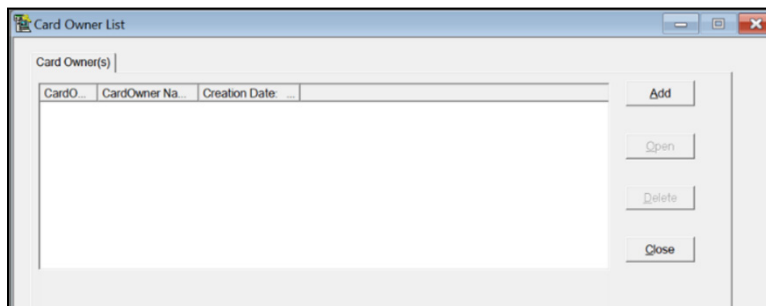 Card Owner List
Card Owner(s)
CardO... CardOwner Na... Creation Date: ...
Add
Open
Delete
Close